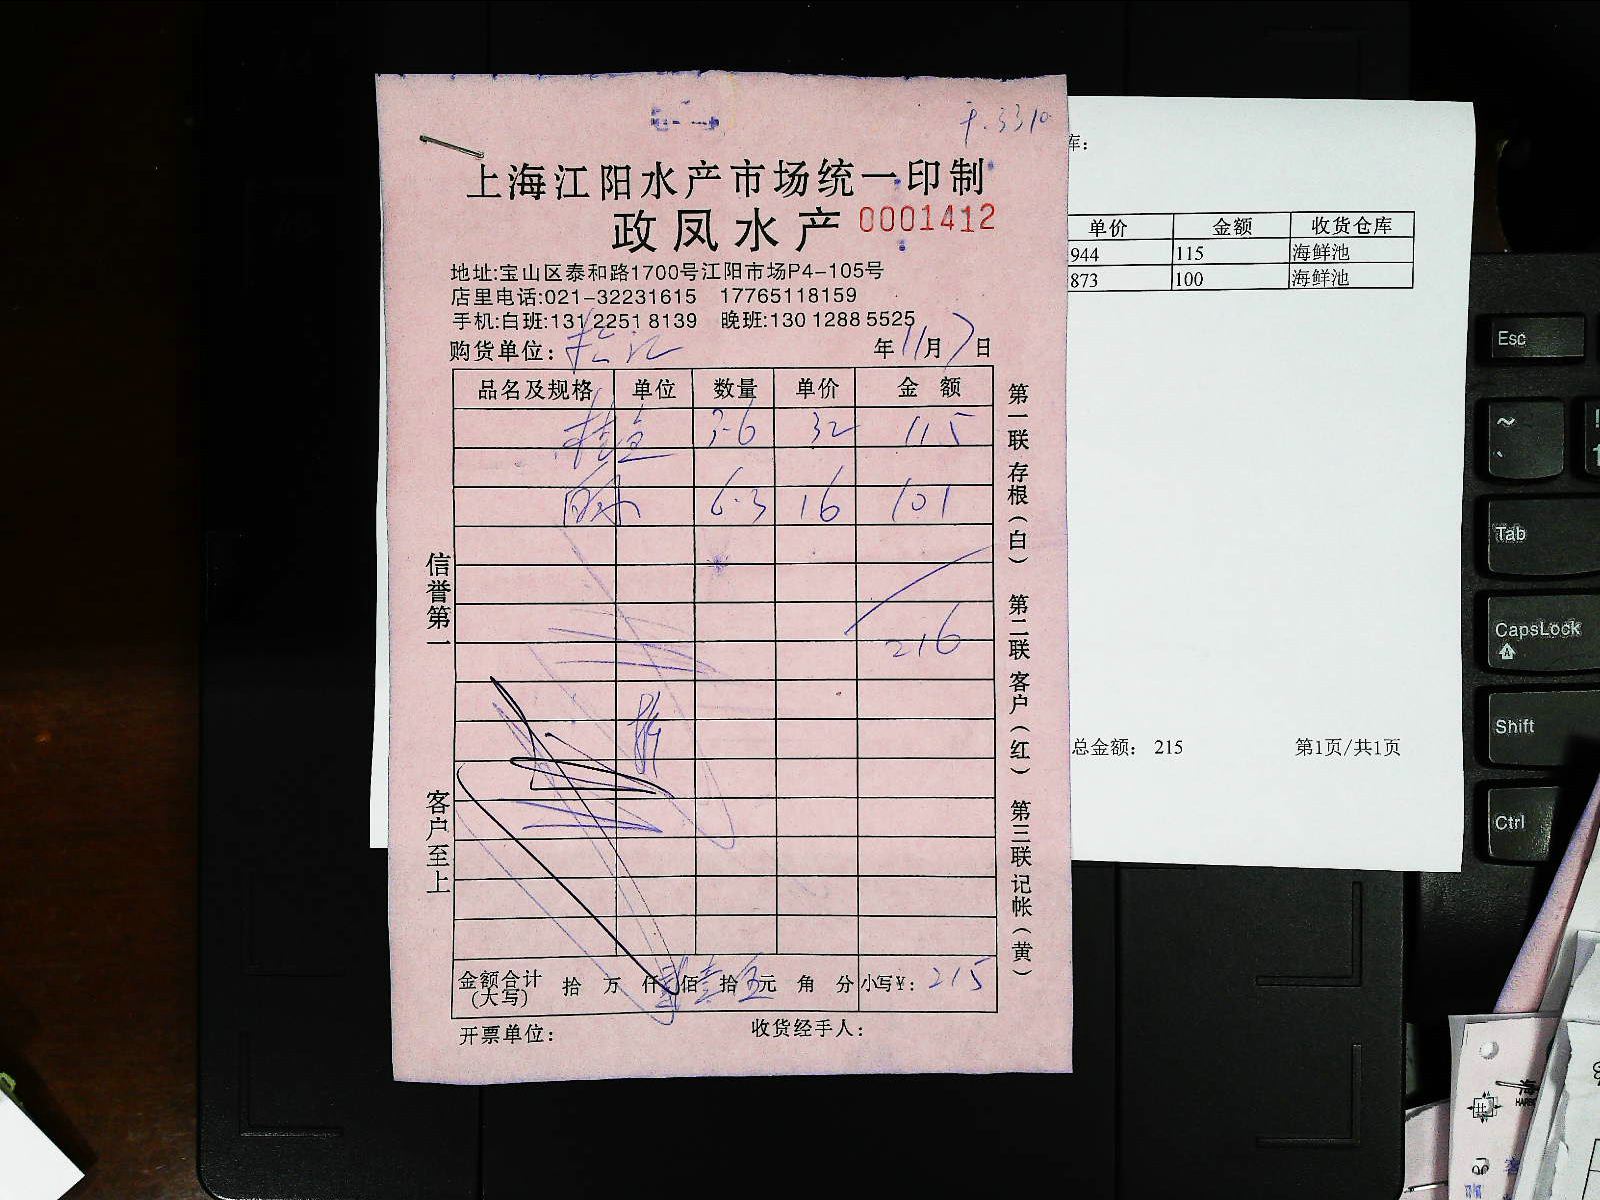 上海江阳水产市场统一印制
政凤水产 0001412
地址:宝山区泰和路1700号江阳市场P4-105号
店里电话:021-32231615 17765118159
手机:白班:131 2251 8139 晚班:130 1288 5525
购货单位: 年11月7日
品名及规格 单位 数量 单价 金 额
桂鱼 3.6 32 115
6.3 16 101
216
金额合计(大写) 拾 万 仟贰佰壹拾五元 角 分 小写¥: 215
开票单位: 收货经手人:
信誉第一
客户至上
第一联 存根(白) 第二联 客户(红) 第三联 记帐(黄)
库:
单价 金额 收货仓库
944 115 海鲜池
873 100 海鲜池
总金额: 215 第1页/共1页
Esc
~
Tab
CapsLock
A
Shift
Ctrl